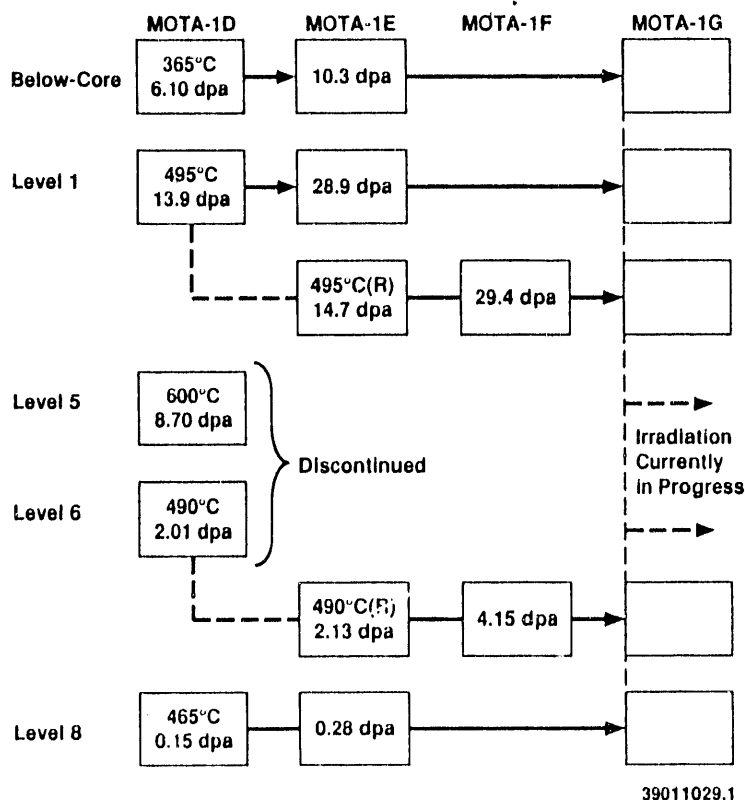 MOTA-1D MOTA-1E MOTA-1F MOTA-1G
Below-Core
365°C
6.10 dpa
10.3 dpa
Level 1
495°C
13.9 dpa
28.9 dpa
495°C(R)
14.7 dpa
29.4 dpa
Level 5
600°C
8.70 dpa
Discontinued
Irradiation
Currently
in Progress
Level 6
490°C
2.01 dpa
490°C(R)
2.13 dpa
4.15 dpa
Level 8
465°C
0.15 dpa
0.28 dpa
39011029.1